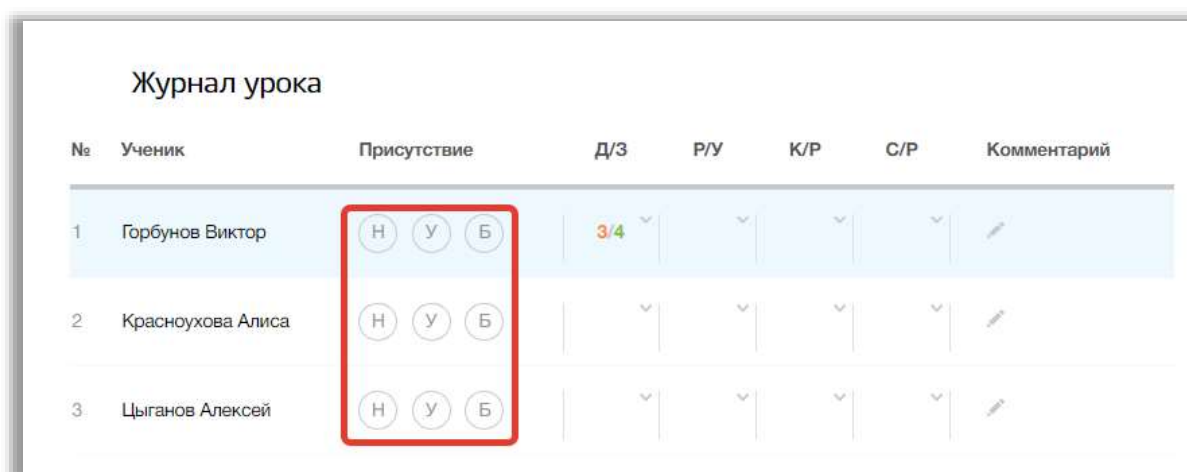 Журнал урока
№ Ученик Присутствие Д/З Р/У К/Р С/Р Комментарий
1 Горбунов Виктор Н У Б 3/4
2 Красноухова Алиса Н У Б
3 Цыганов Алексей Н У Б